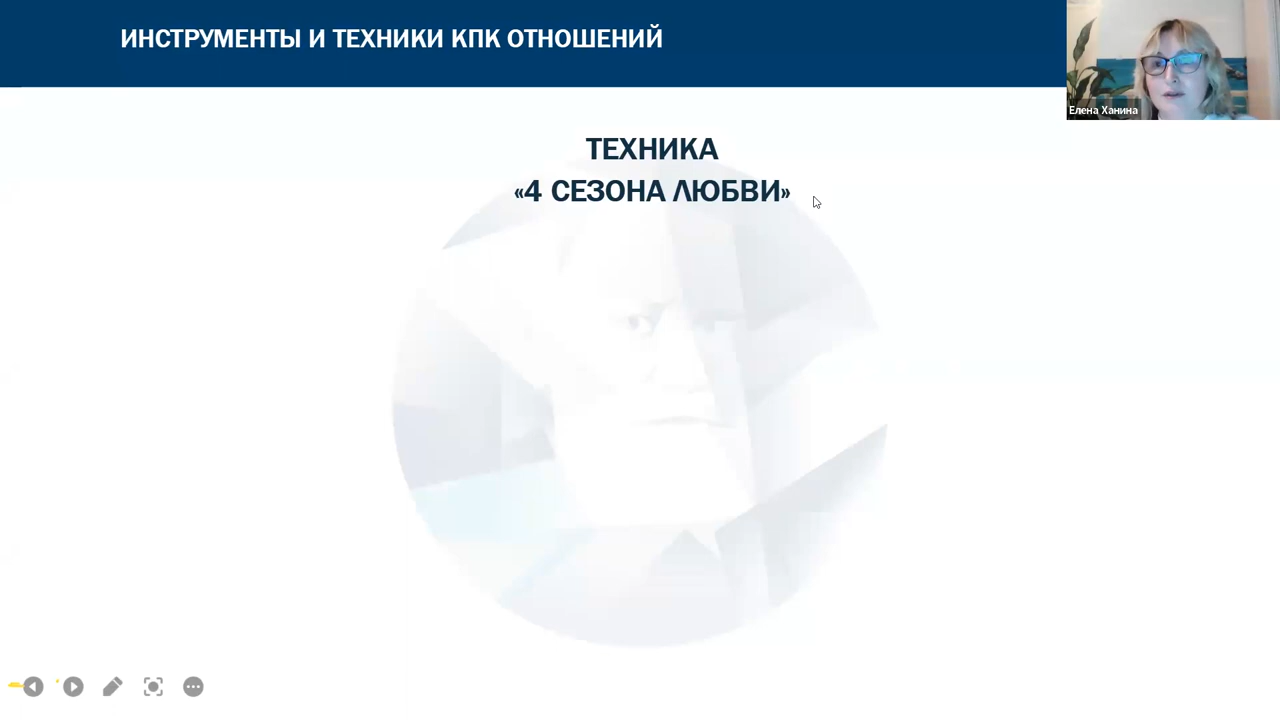 ИНСТРУМЕНТЫ И ТЕХНИКИ КПК ОТНОШЕНИЙ
Елена Ханина
ТЕХНИКА
«4 СЕЗОНА ЛЮБВИ»